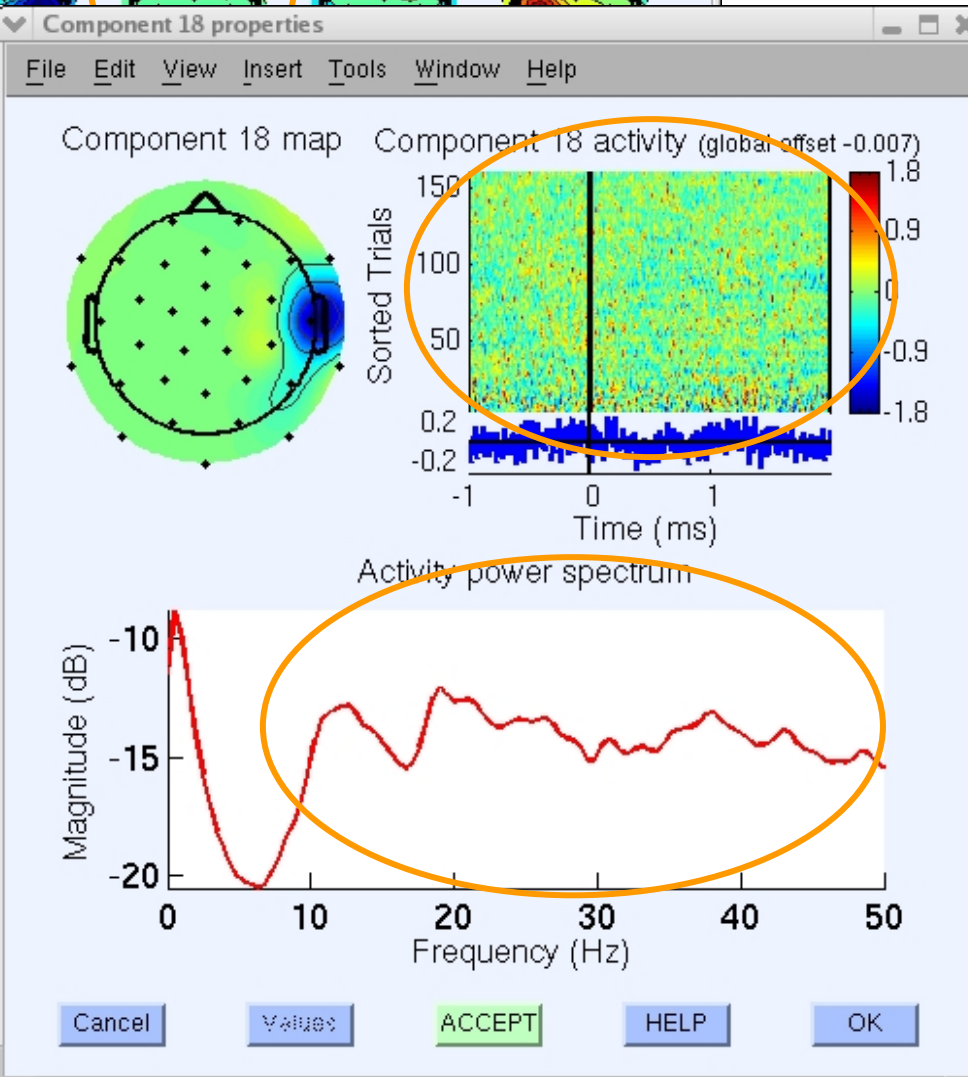 Component 18 properties
File Edit View Insert Tools Window Help
Component 18 map
Component 18 activity (global offset -0.007)
Sorted Trials
150
100
50
0.2
-0.2
1.8
0.9
0
-0.9
-1.8
-1 0 1
Time (ms)
Activity power spectrum
Magnitude (dB)
-10
-15
-20
0 10 20 30 40 50
Frequency (Hz)
Cancel Values ACCEPT HELP OK